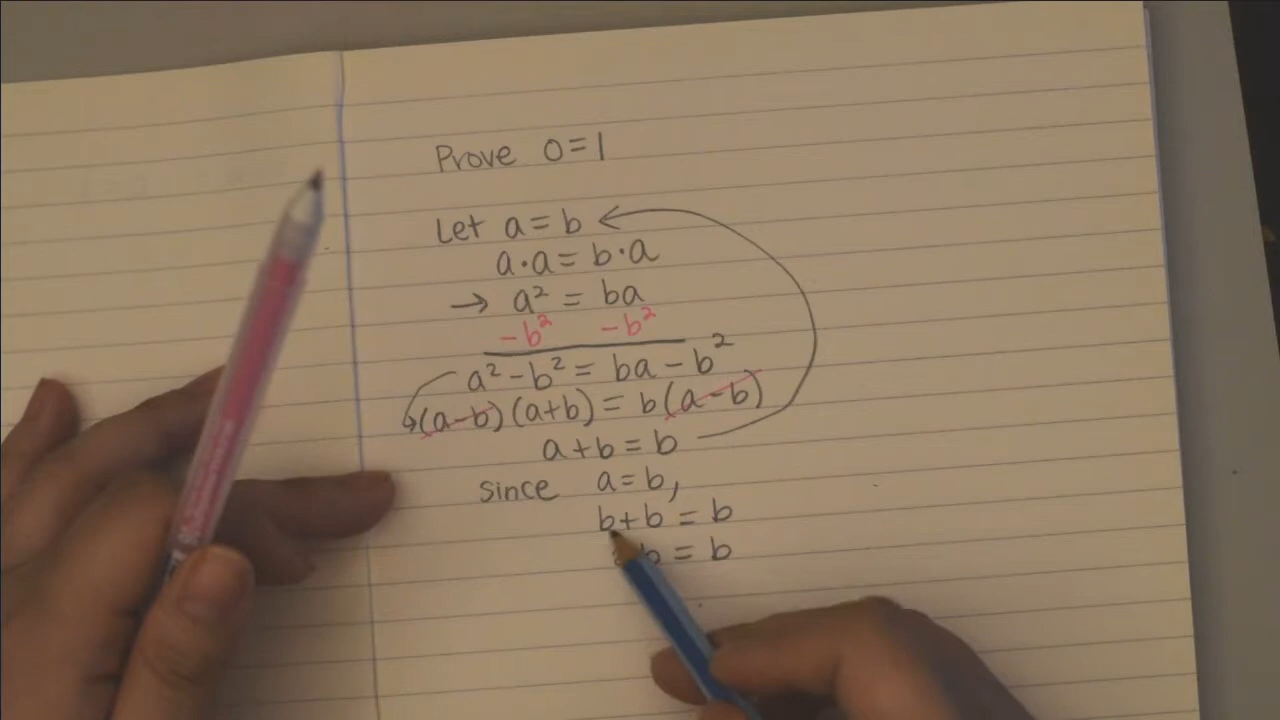 Prove 0=1
Let a=b
a·a = b·a
→ a² = ba
-b² -b²
a²-b² = ba-b²
(a-b)(a+b) = b(a-b)
a+b = b
since a=b,
b+b = b
b = b